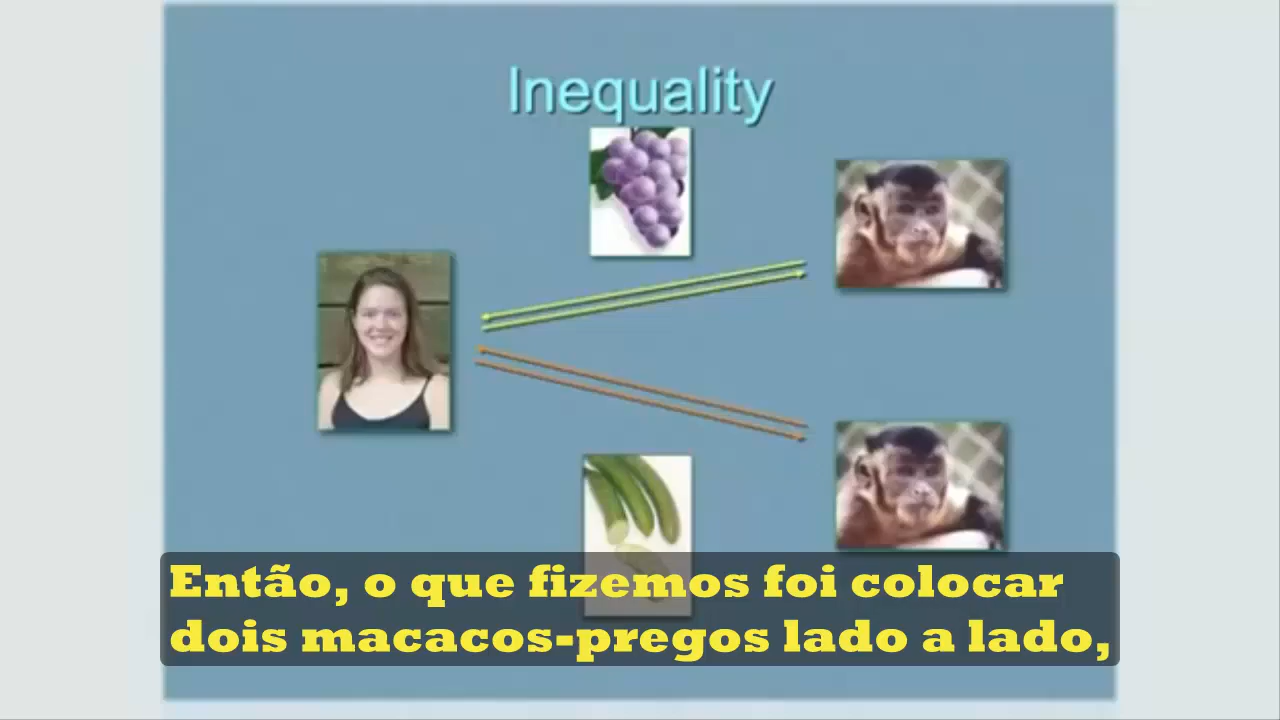 Inequality
Então, o que fizemos foi colocar
dois macacos-pregos lado a lado,